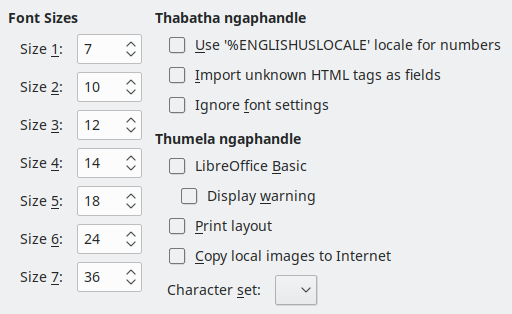 Font Sizes
Size 1: 7
Size 2: 10
Size 3: 12
Size 4: 14
Size 5: 18
Size 6: 24
Size 7: 36
Thabatha ngaphandle
Use '%ENGLISHUSLOCALE' locale for numbers
Import unknown HTML tags as fields
Ignore font settings
Thumela ngaphandle
LibreOffice Basic
Display warning
Print layout
Copy local images to Internet
Character set: